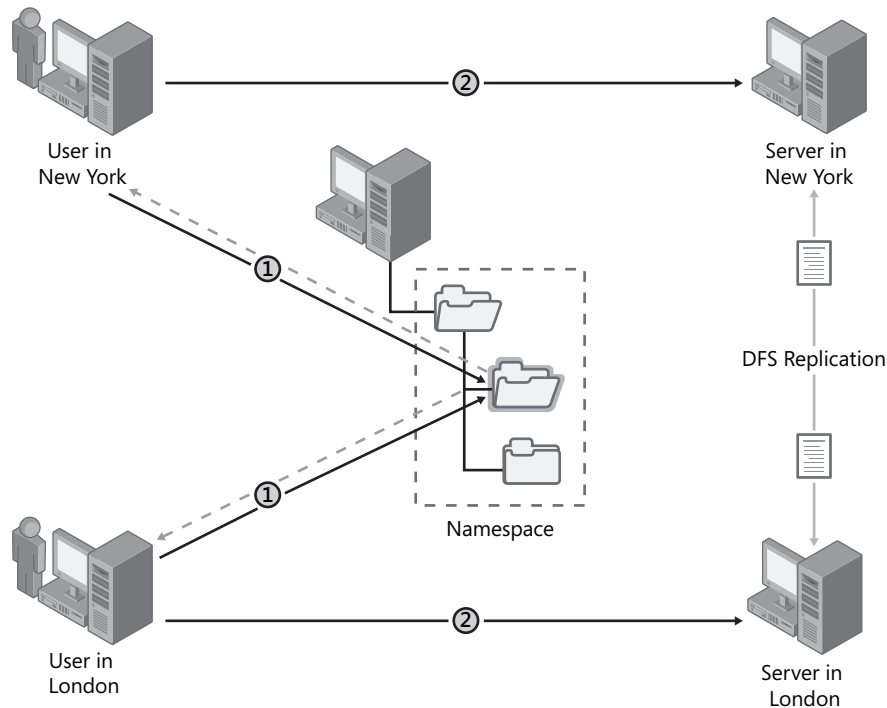 2
User in
New York
Server in
New York
1
DFS Replication
1
Namespace
2
User in
London
Server in
London